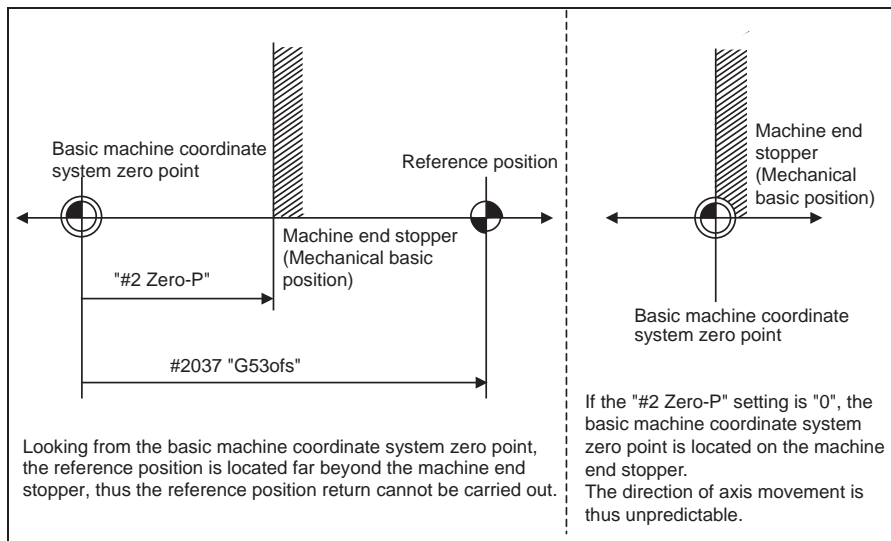 Basic machine coordinate
system zero point
Reference position
Machine end stopper
(Mechanical basic
position)
"#2 Zero-P"
#2037 "G53ofs"
Looking from the basic machine coordinate system zero point,
the reference position is located far beyond the machine end
stopper, thus the reference position return cannot be carried out.
Machine end
stopper
(Mechanical
basic position)
Basic machine coordinate
system zero point
If the "#2 Zero-P" setting is "0", the
basic machine coordinate system
zero point is located on the machine
end stopper.
The direction of axis movement is
thus unpredictable.